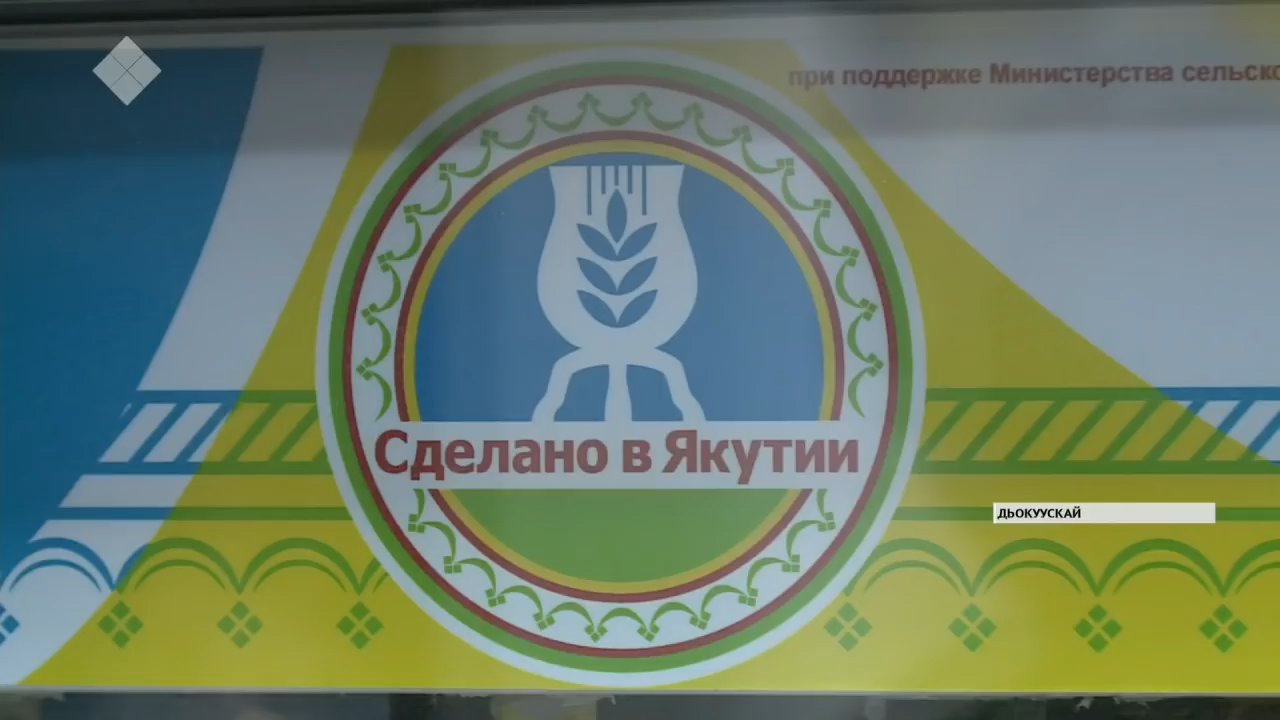 при поддержке Министерства сельско
Сделано в Якутии
ДЬОКУУСКАЙ